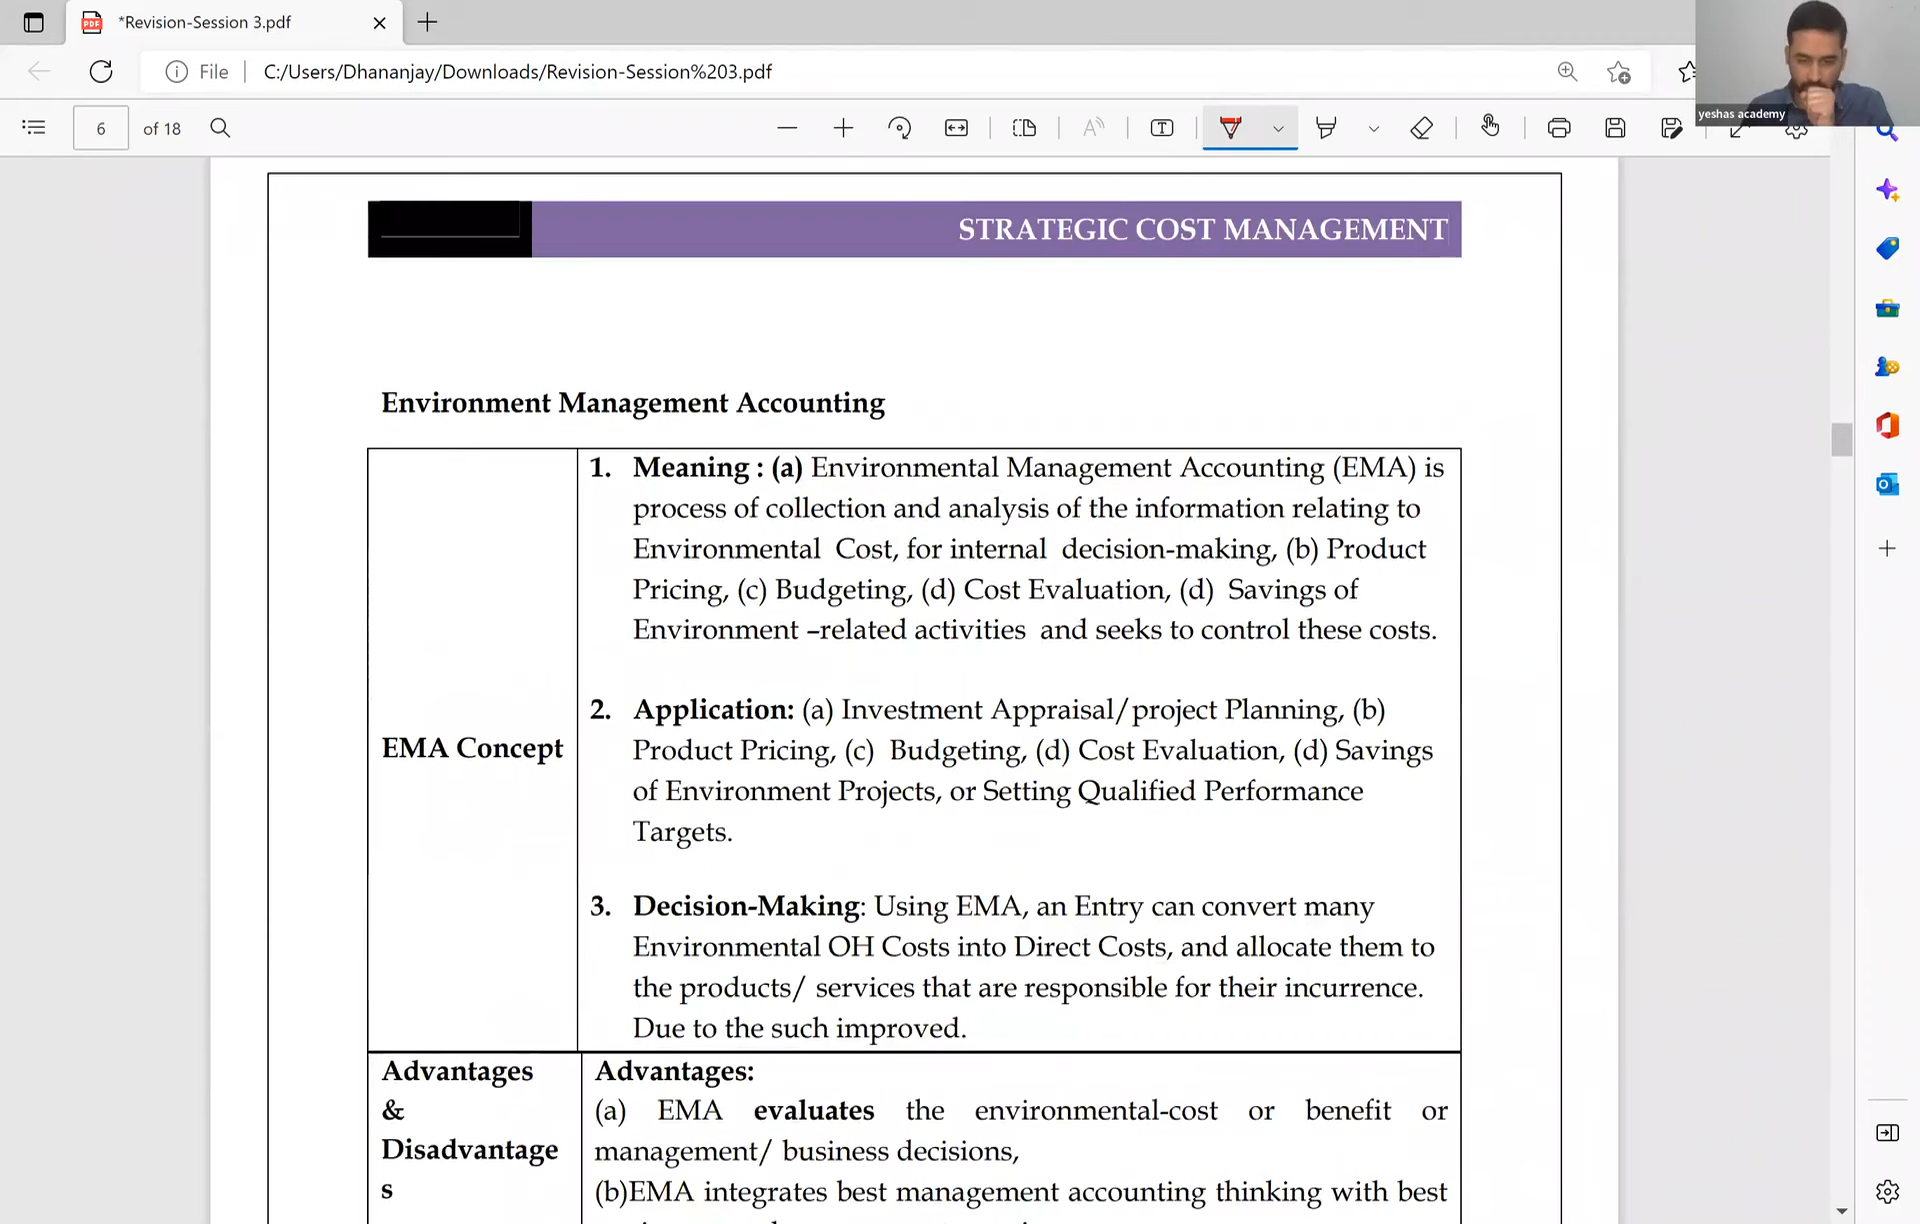 *Revision-Session 3.pdf
File
C:/Users/Dhananjay/Downloads/Revision-Session%203.pdf
yeshas academy
6 of 18
STRATEGIC COST MANAGEMENT
Environment Management Accounting
EMA Concept
1. Meaning : (a) Environmental Management Accounting (EMA) is
process of collection and analysis of the information relating to
Environmental Cost, for internal decision-making, (b) Product
Pricing, (c) Budgeting, (d) Cost Evaluation, (d) Savings of
Environment –related activities and seeks to control these costs.
2. Application: (a) Investment Appraisal/project Planning, (b)
Product Pricing, (c) Budgeting, (d) Cost Evaluation, (d) Savings
of Environment Projects, or Setting Qualified Performance
Targets.
3. Decision-Making: Using EMA, an Entry can convert many
Environmental OH Costs into Direct Costs, and allocate them to
the products/ services that are responsible for their incurrence.
Due to the such improved.
Advantages
&
Disadvantage
s
Advantages:
(a) EMA evaluates the environmental-cost or benefit or
management/ business decisions,
(b)EMA integrates best management accounting thinking with best